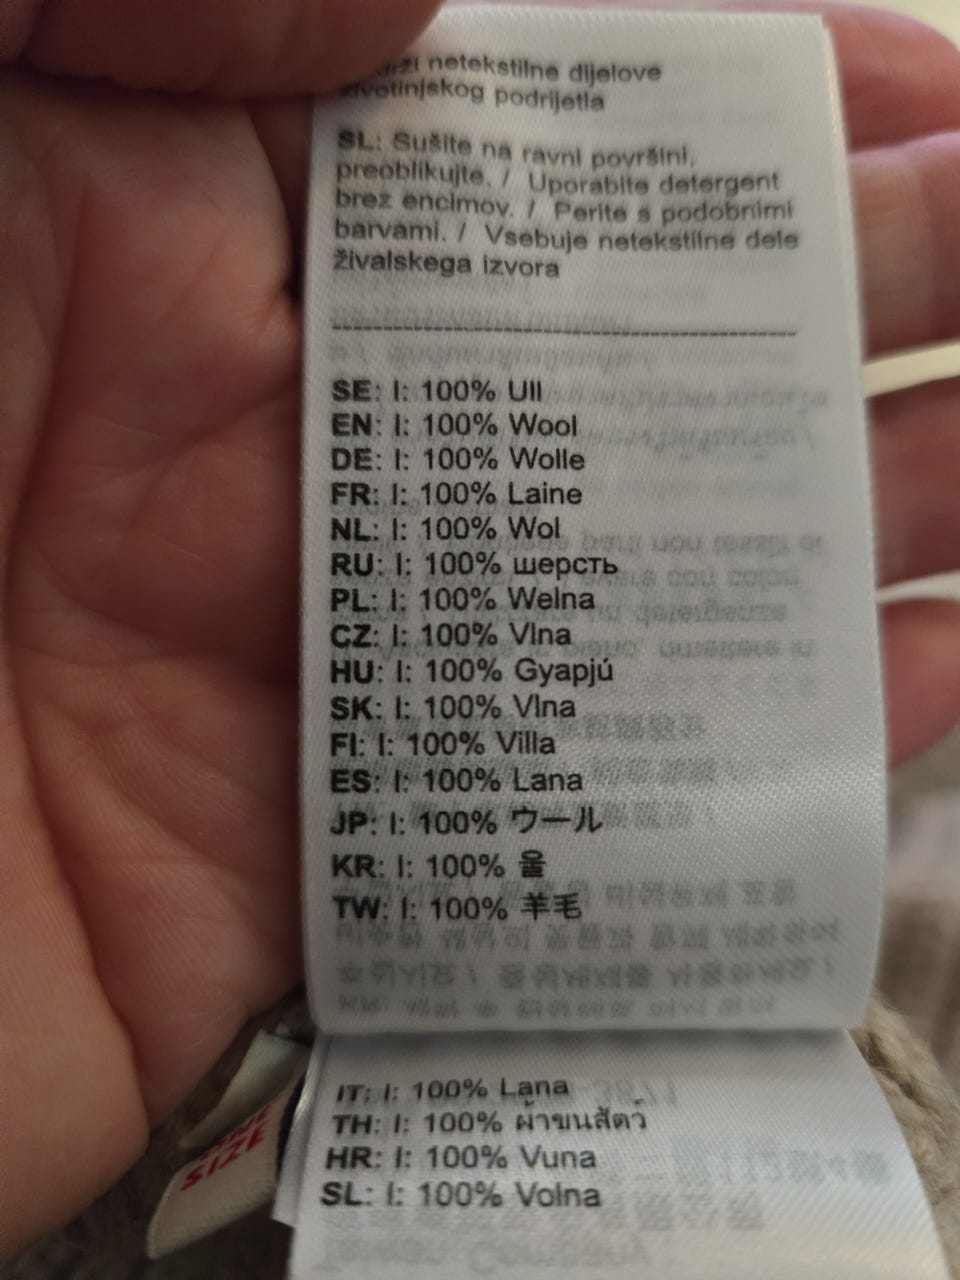 netekstilne dijelove
životinjskog podrijetla
SL: Sušite na ravni površini,
preoblikujte. / Uporabite detergent
brez encimov. / Perite s podobnimi
barvami. / Vsebuje netekstilne dele
živalskega izvora
SE: I: 100% Ull
EN: I: 100% Wool
DE: I: 100% Wolle
FR: I: 100% Laine
NL: I: 100% Wol
RU: I: 100% шерсть
PL: I: 100% Wełna
CZ: I: 100% Vlna
HU: I: 100% Gyapjú
SK: I: 100% Vlna
FI: I: 100% Villa
ES: I: 100% Lana
JP: I: 100% ウール
KR: I: 100% 울
TW: I: 100% 羊毛
IT: I: 100% Lana
TH: I: 100% ผ้าขนสัตว์
HR: I: 100% Vuna
SL: I: 100% Volna
SIZE